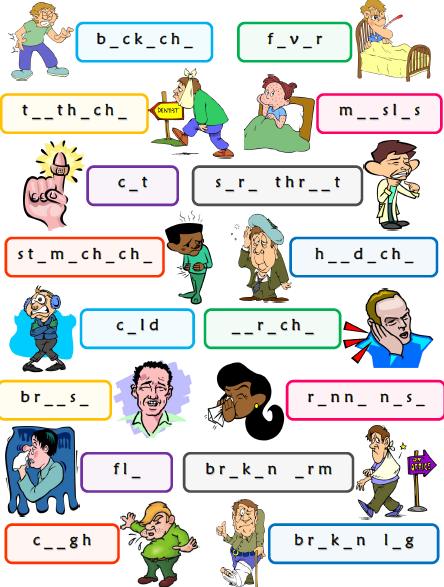 b_ck_ch_
f_v_r
t__th_ch_
DENTIST
m__sl_s
c_t
s_r_ thr__t
st_m_ch_ch_
h__d_ch_
c_ld
__r_ch_
br__s_
r_nn_ n_s_
fl_
br_k_n _rm
OFFICE
c__gh
br_k_n l_g